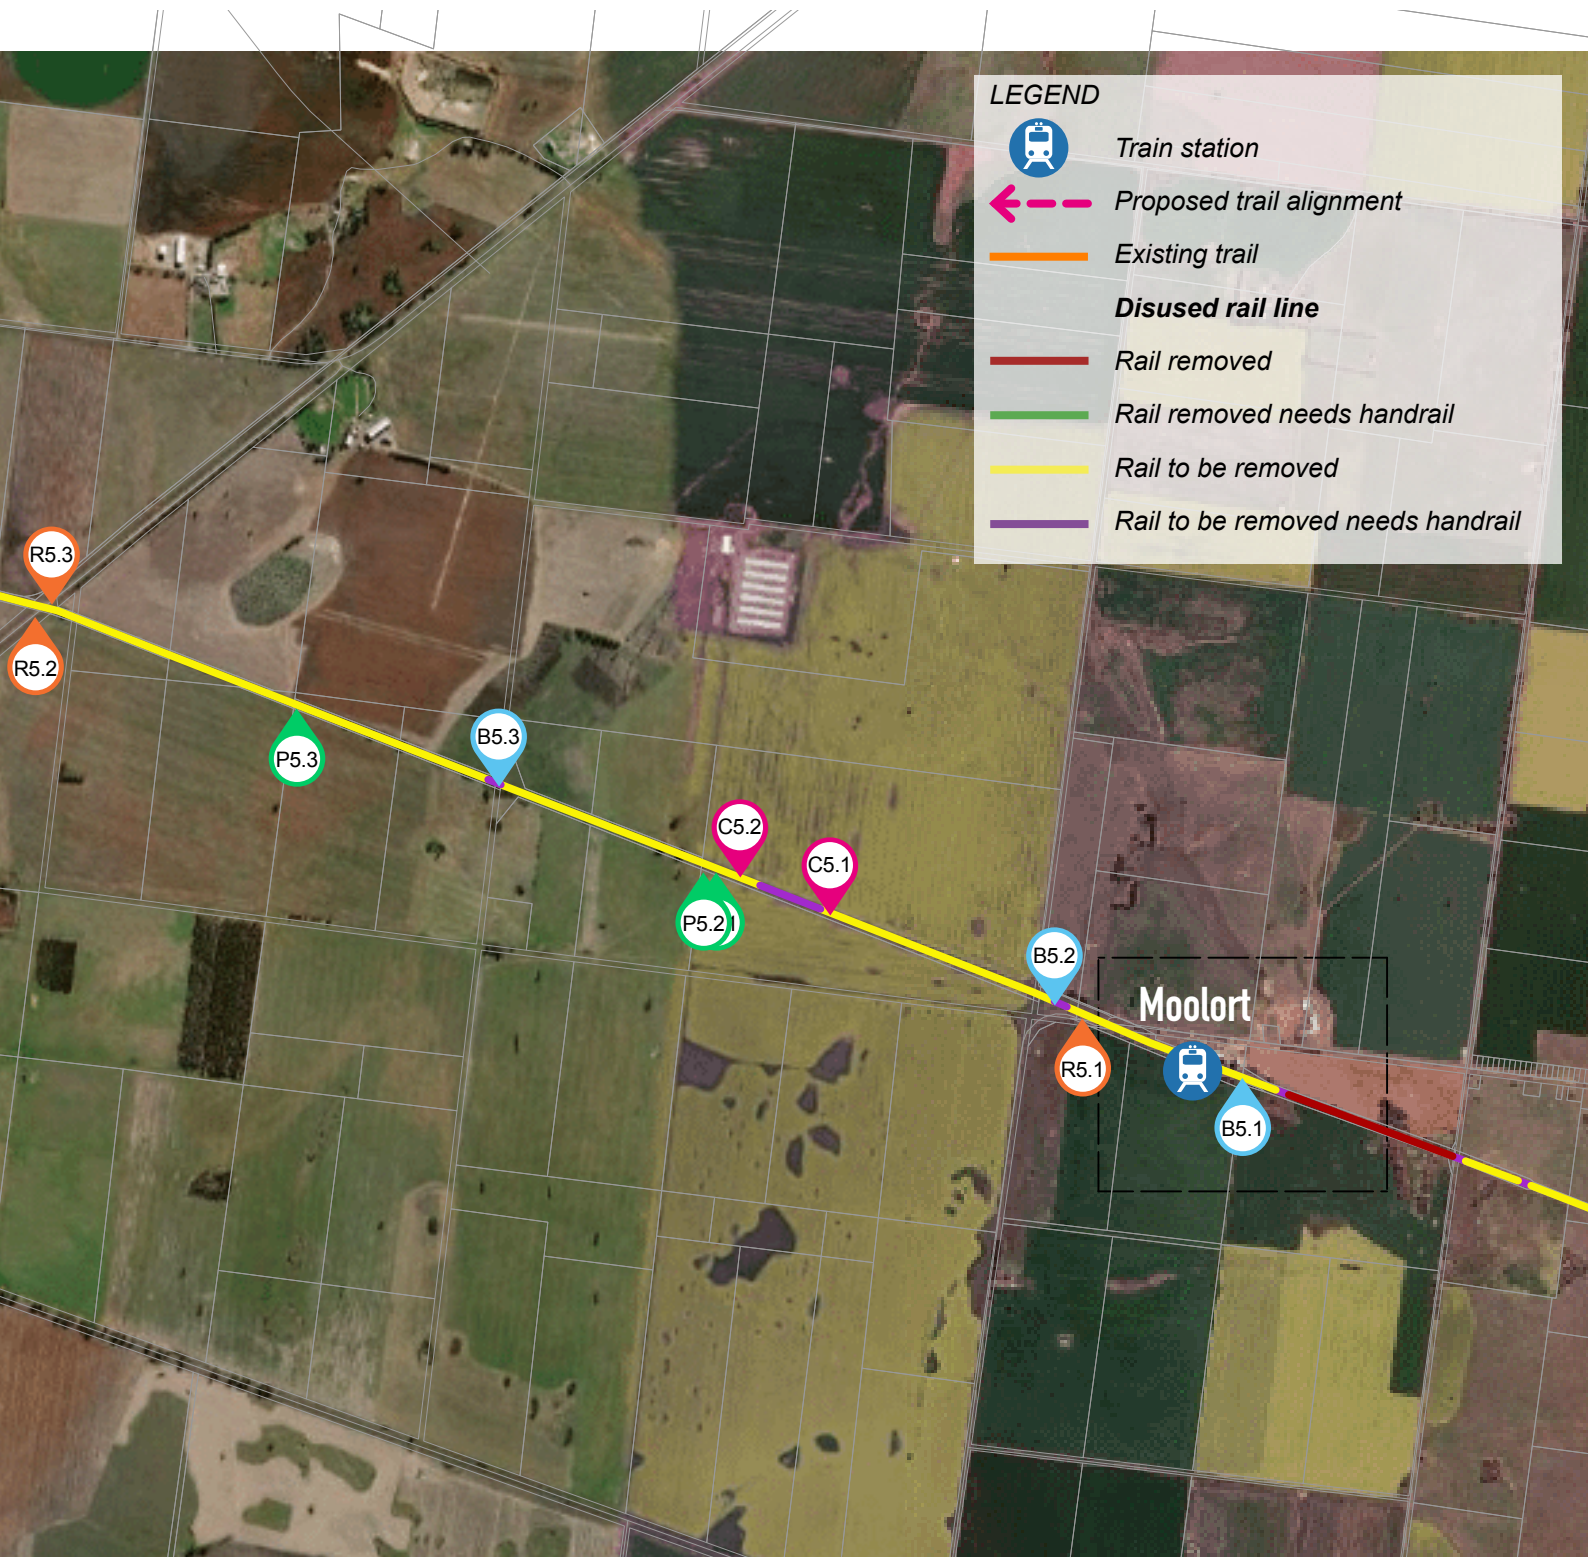 LEGEND
Train station
Proposed trail alignment
Existing trail
Disused rail line
Rail removed
Rail removed needs handrail
Rail to be removed
Rail to be removed needs handrail
R5.3
R5.2
P5.3
B5.3
C5.2
C5.1
P5.2
1
B5.2
Moolort
R5.1
B5.1